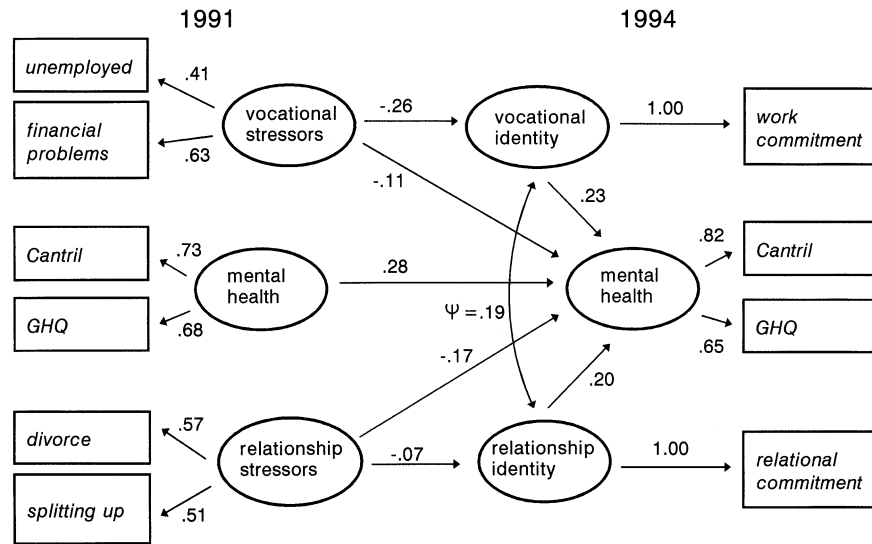 1991
1994
unemployed
.41
financial
problems
.63
vocational
stressors
-.26
vocational
identity
1.00
work
commitment
-.11
.23
Cantril
.73
GHQ
.68
mental
health
.28
mental
health
.82
Cantril
GHQ
.65
Ψ = .19
-.17
.20
divorce
.57
splitting up
.51
relationship
stressors
-.07
relationship
identity
1.00
relational
commitment